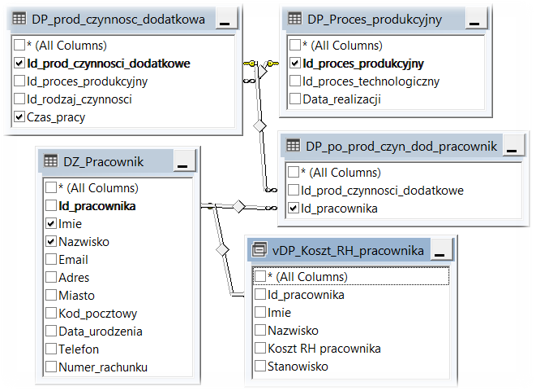 DP_prod_czynnosc_dodatkowa
* (All Columns)
Id_prod_czynnosci_dodatkowe
Id_proces_produkcyjny
Id_rodzaj_czynnosci
Czas_pracy
DP_Proces_produkcyjny
* (All Columns)
Id_proces_produkcyjny
Id_proces_technologiczny
Data_realizacji
DP_po_prod_czyn_dod_pracownik
* (All Columns)
Id_prod_czynnosci_dodatkowe
Id_pracownika
DZ_Pracownik
* (All Columns)
Id_pracownika
Imie
Nazwisko
Email
Adres
Miasto
Kod_pocztowy
Data_urodzenia
Telefon
Numer_rachunku
vDP_Koszt_RH_pracownika
* (All Columns)
Id_pracownika
Imie
Nazwisko
Koszt RH pracownika
Stanowisko